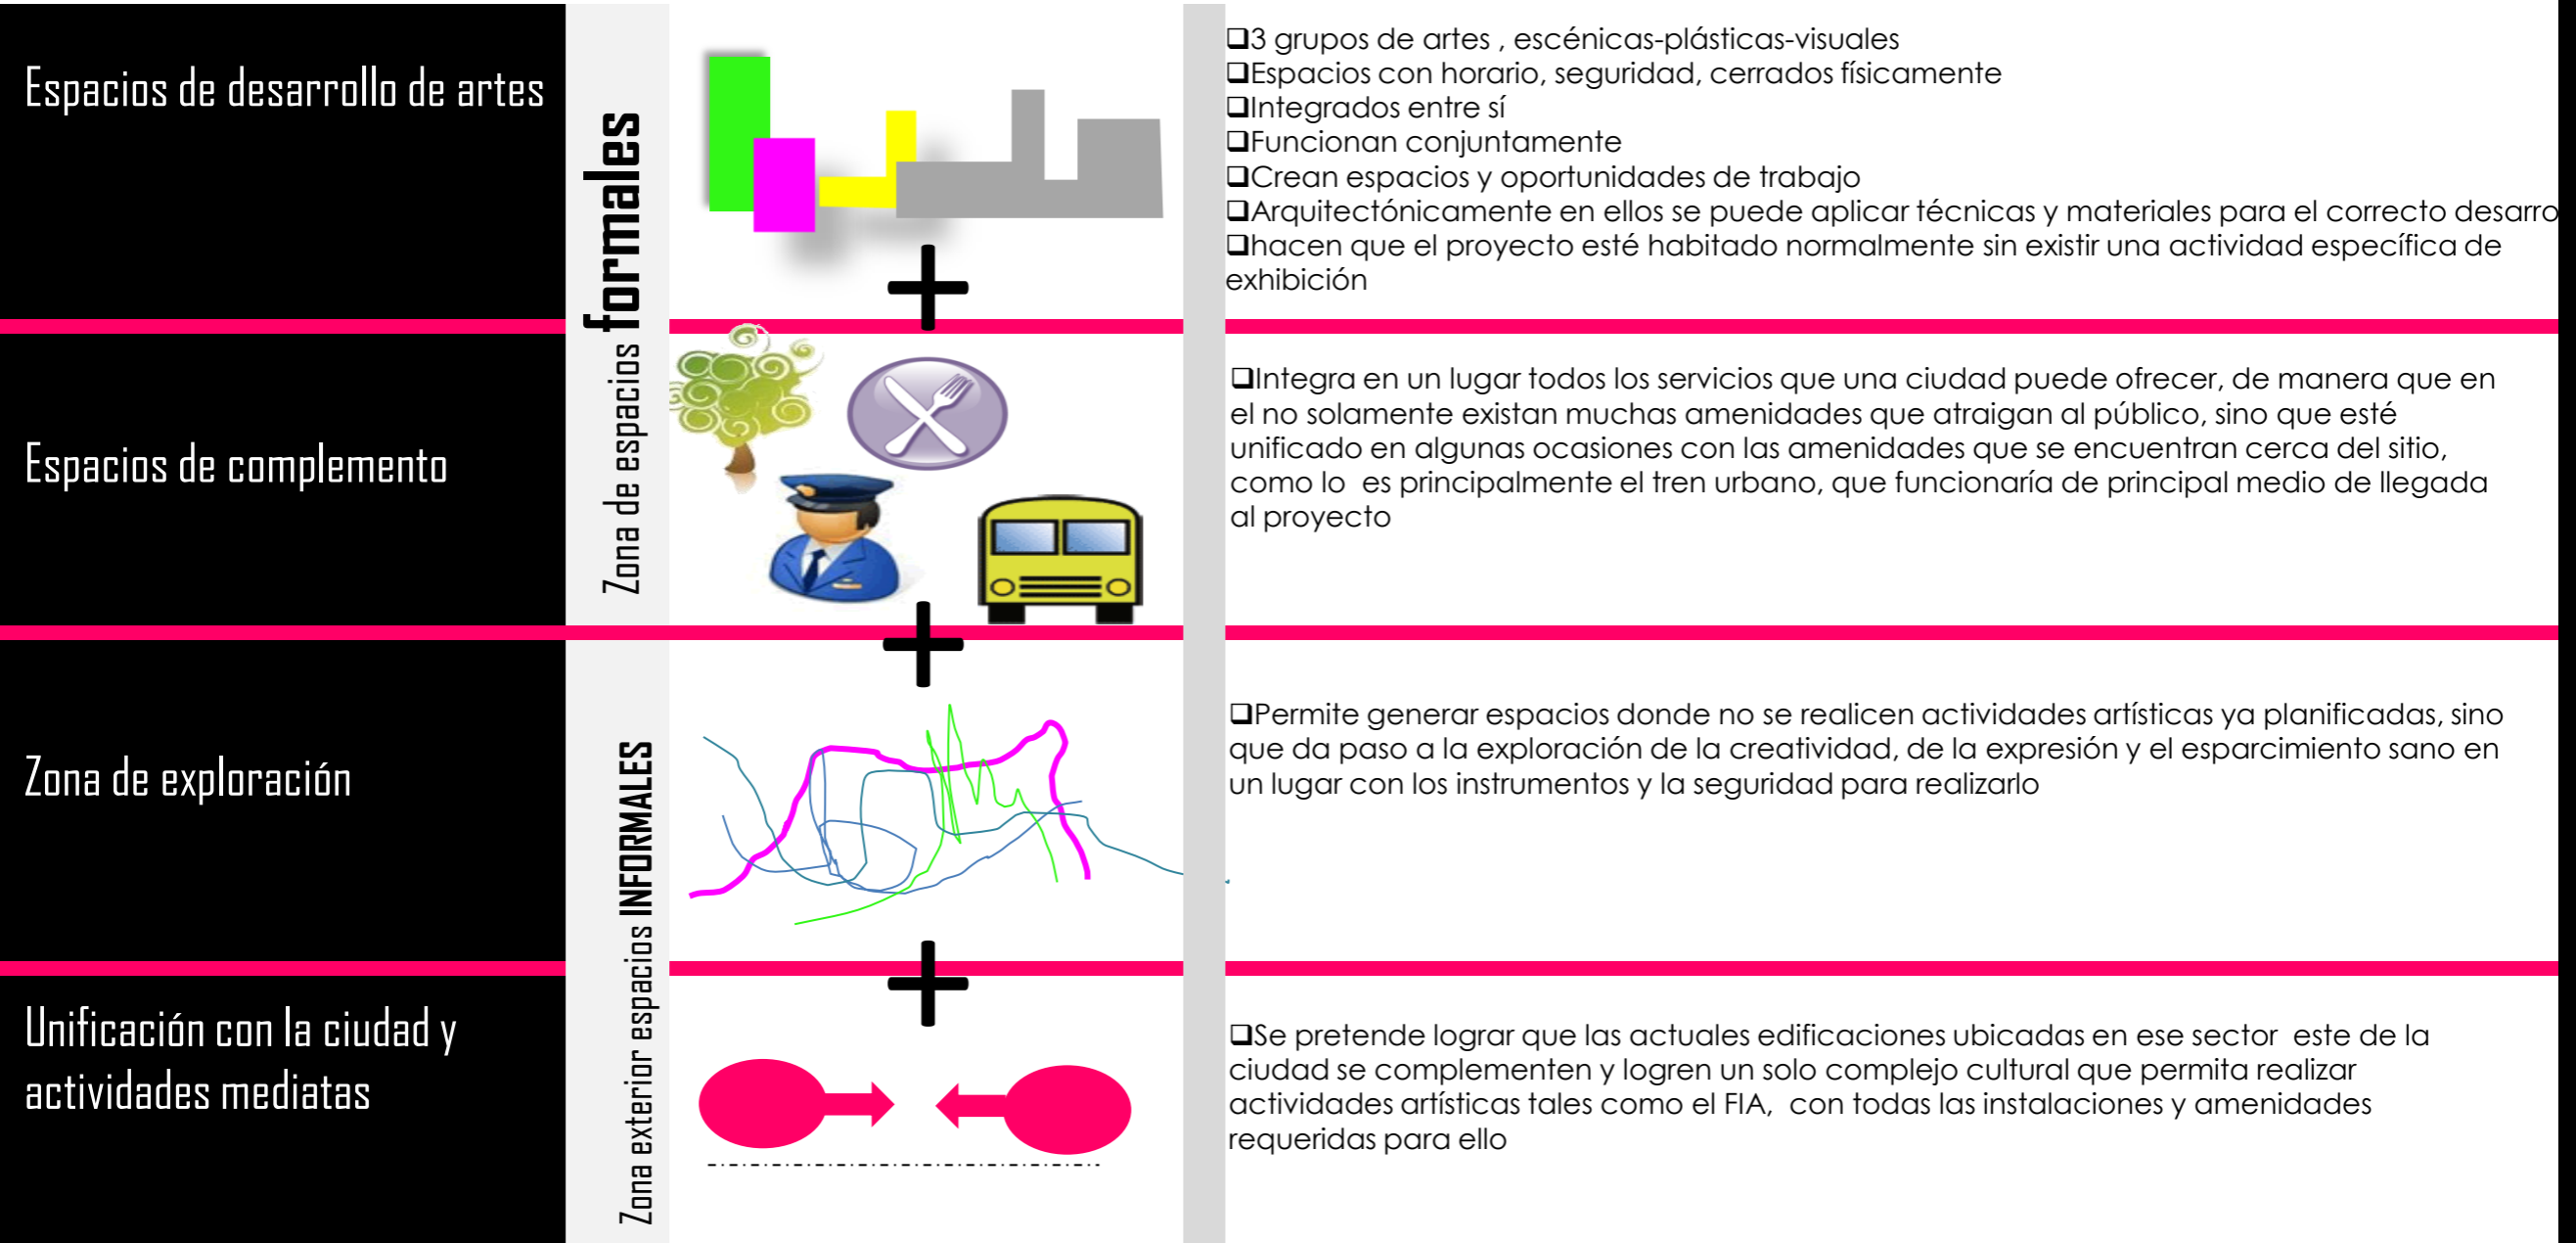 Espacios de desarrollo de artes
Zona de espacios formales
❑3 grupos de artes , escénicas-plásticas-visuales
❑Espacios con horario, seguridad, cerrados físicamente
❑Integrados entre sí
❑Funcionan conjuntamente
❑Crean espacios y oportunidades de trabajo
❑Arquitectónicamente en ellos se puede aplicar técnicas y materiales para el correcto desarro
❑hacen que el proyecto esté habitado normalmente sin existir una actividad específica de
exhibición
Espacios de complemento
❑Integra en un lugar todos los servicios que una ciudad puede ofrecer, de manera que en
el no solamente existan muchas amenidades que atraigan al público, sino que esté
unificado en algunas ocasiones con las amenidades que se encuentran cerca del sitio,
como lo es principalmente el tren urbano, que funcionaría de principal medio de llegada
al proyecto
Zona de exploración
Zona exterior espacios INFORMALES
❑Permite generar espacios donde no se realicen actividades artísticas ya planificadas, sino
que da paso a la exploración de la creatividad, de la expresión y el esparcimiento sano en
un lugar con los instrumentos y la seguridad para realizarlo
Unificación con la ciudad y
actividades mediatas
❑Se pretende lograr que las actuales edificaciones ubicadas en ese sector este de la
ciudad se complementen y logren un solo complejo cultural que permita realizar
actividades artísticas tales como el FIA, con todas las instalaciones y amenidades
requeridas para ello